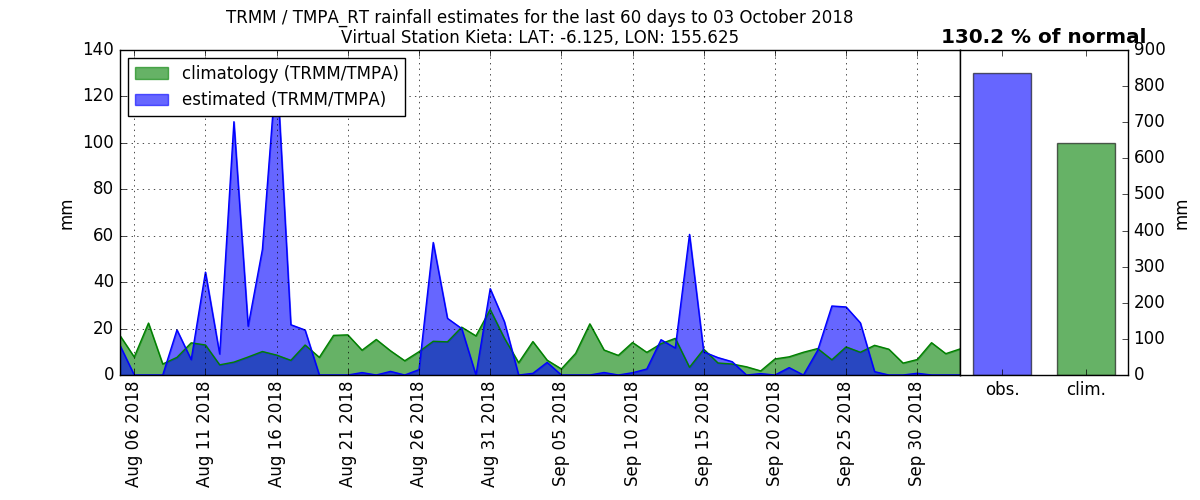 TRMM / TMPA_RT rainfall estimates for the last 60 days to 03 October 2018
Virtual Station Kieta: LAT: -6.125, LON: 155.625
130.2 % of normal
climatology (TRMM/TMPA)
estimated (TRMM/TMPA)
mm
140
120
100
80
60
40
20
0
Aug 06 2018
Aug 11 2018
Aug 16 2018
Aug 21 2018
Aug 26 2018
Aug 31 2018
Sep 05 2018
Sep 10 2018
Sep 15 2018
Sep 20 2018
Sep 25 2018
Sep 30 2018
obs.
clim.
900
800
700
600
500
400
300
200
100
0
mm